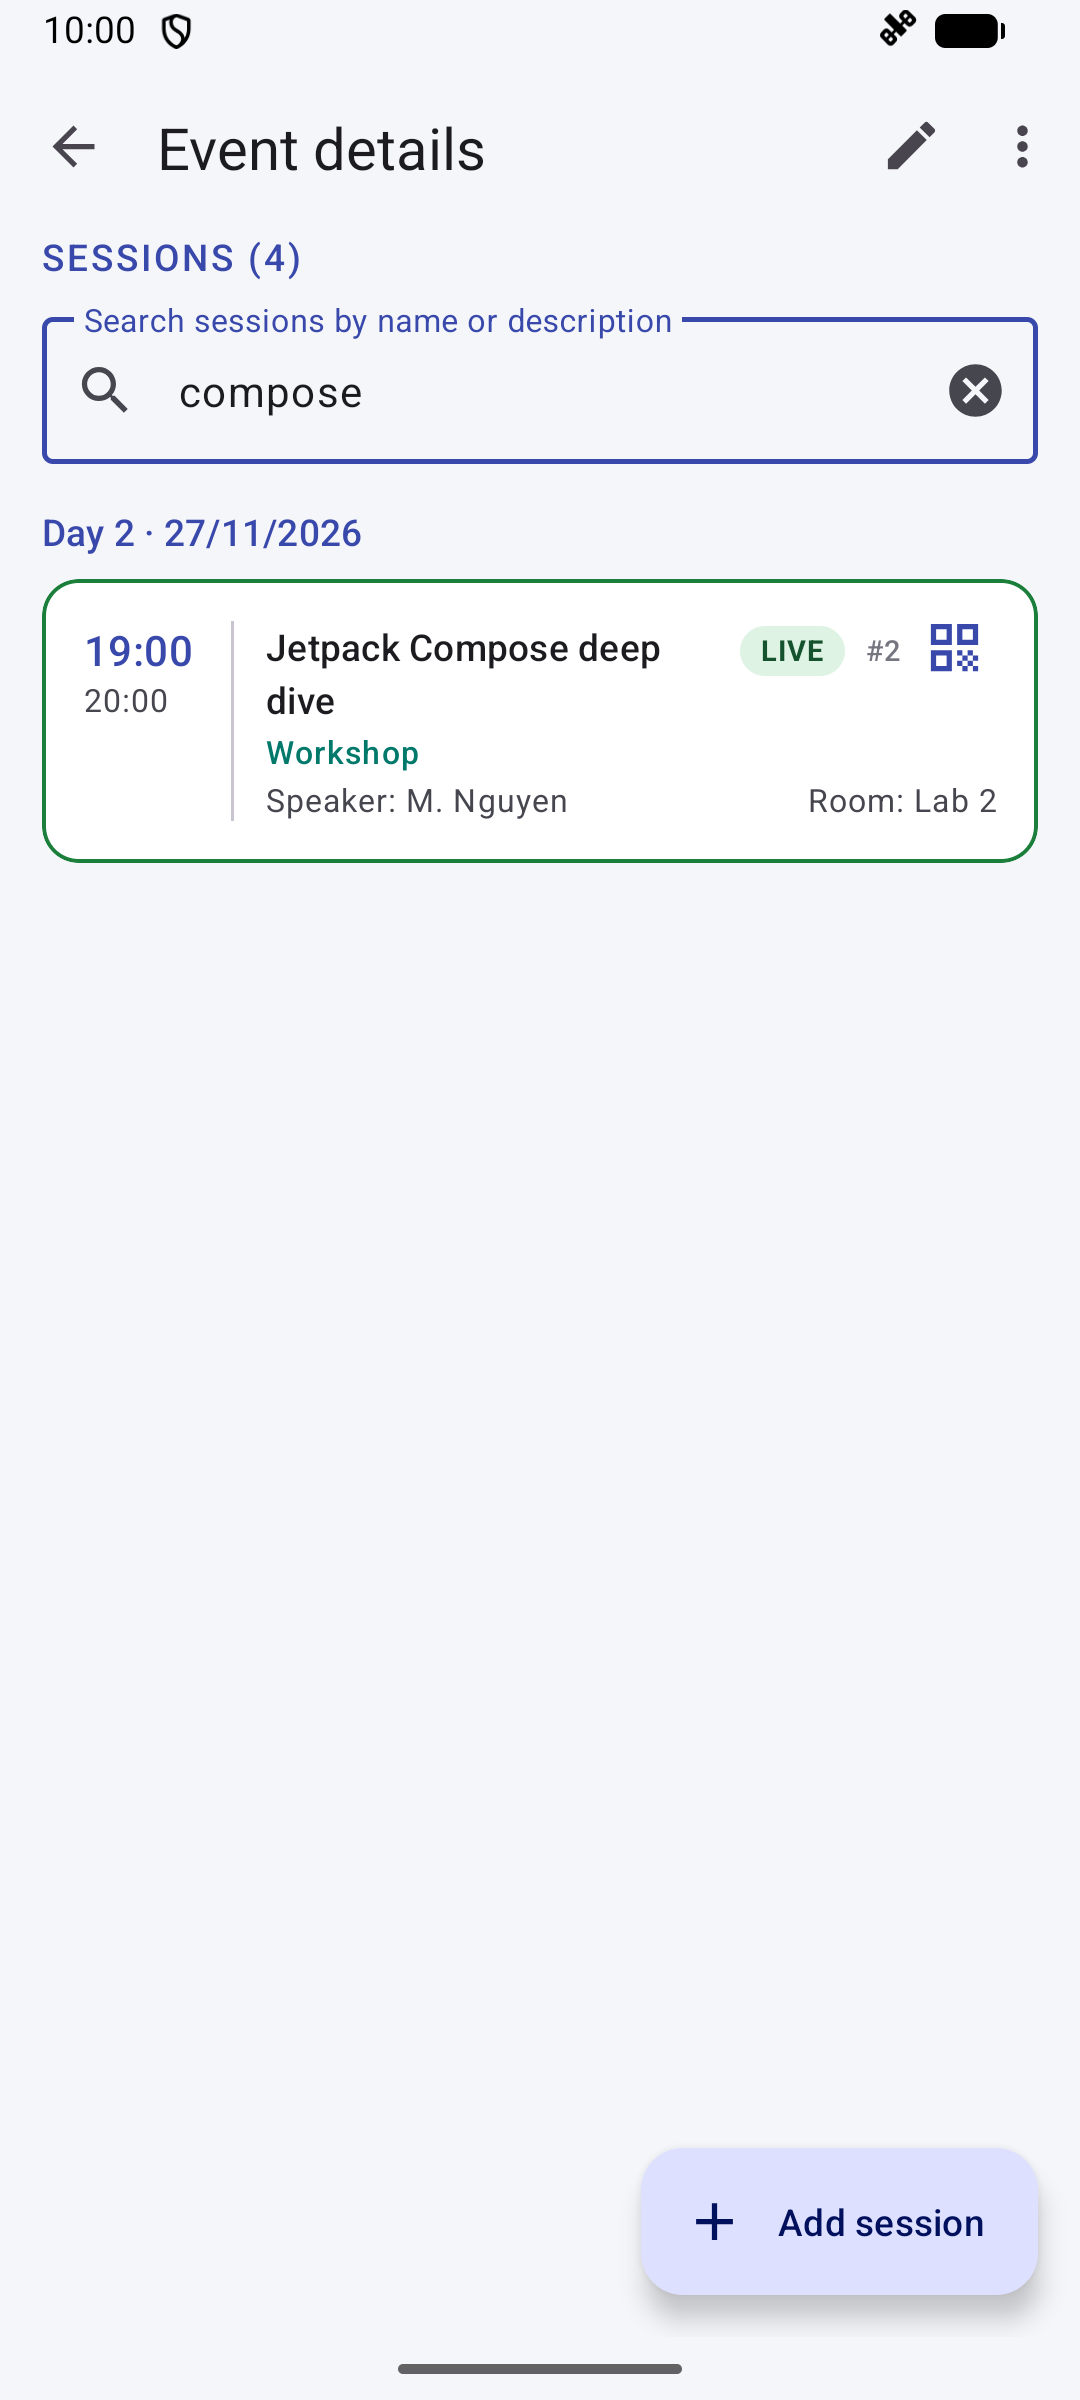 10:00
Event details
SESSIONS (4)
Search sessions by name or description
compose
Day 2 · 27/11/2026
19:00
20:00
Jetpack Compose deep
dive
LIVE
#2
Workshop
Speaker: M. Nguyen
Room: Lab 2
Add session